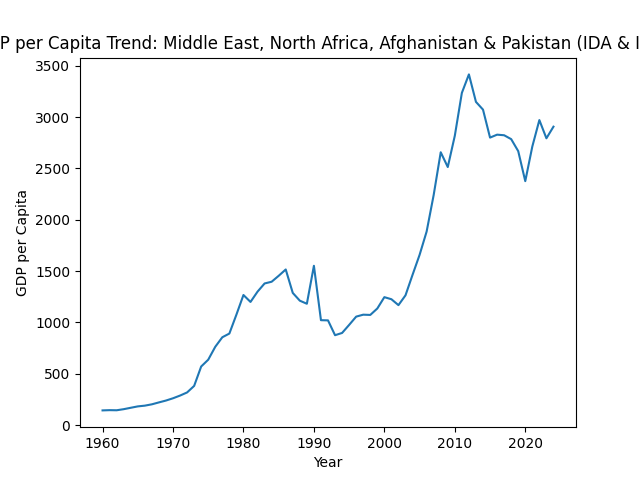 P per Capita Trend: Middle East, North Africa, Afghanistan & Pakistan (IDA & I
3500
3000
2500
2000
1500
1000
500
0
GDP per Capita
1960 1970 1980 1990 2000 2010 2020
Year